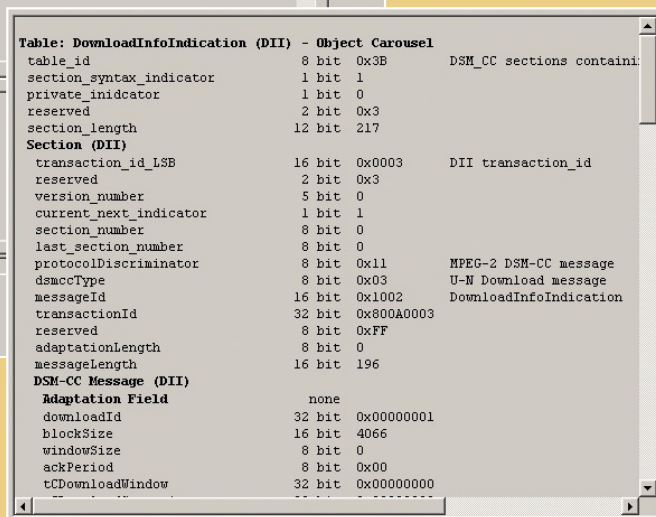 Table: DownloadInfoIndication (DII) - Object Carousel
table_id 8 bit 0x3B DSM_CC sections containi
section_syntax_indicator 1 bit 1
private_inidcator 1 bit 0
reserved 2 bit 0x3
section_length 12 bit 217
Section (DII)
transaction_id_LSB 16 bit 0x0003 DII transaction_id
reserved 2 bit 0x3
version_number 5 bit 0
current_next_indicator 1 bit 1
section_number 8 bit 0
last_section_number 8 bit 0
protocolDiscriminator 8 bit 0x11 MPEG-2 DSM-CC message
dsmccType 8 bit 0x03 U-N Download message
messageId 16 bit 0x1002 DownloadInfoIndication
transactionId 32 bit 0x800A0003
reserved 8 bit 0xFF
adaptationLength 8 bit 0
messageLength 16 bit 196
DSM-CC Message (DII)
Adaptation Field none
downloadId 32 bit 0x00000001
blockSize 16 bit 4066
windowSize 8 bit 0
ackPeriod 8 bit 0x00
tCDownloadWindow 32 bit 0x00000000